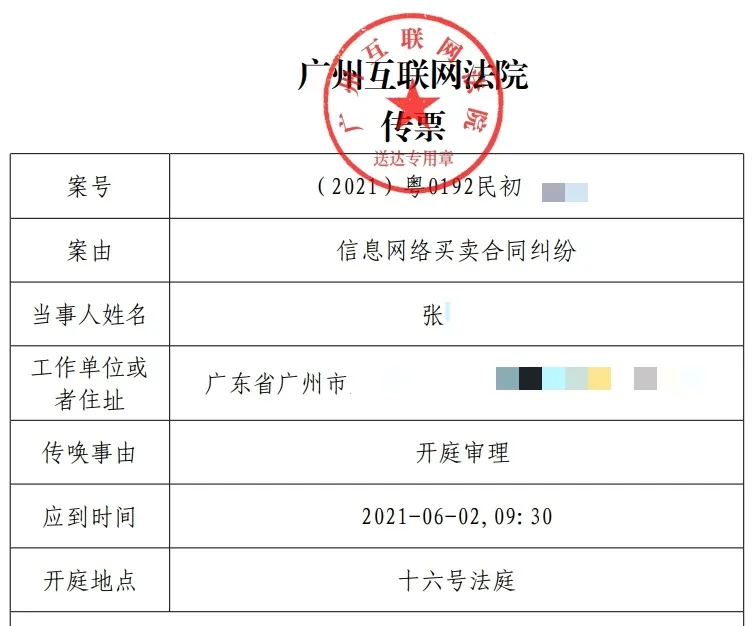 广州互联网法院
传票
广州互联网法院
送达专用章
案号
（2021）粤0192民初
案由
信息网络买卖合同纠纷
当事人姓名
张
工作单位或
者住址
广东省广州市
传唤事由
开庭审理
应到时间
2021-06-02,09:30
开庭地点
十六号法庭